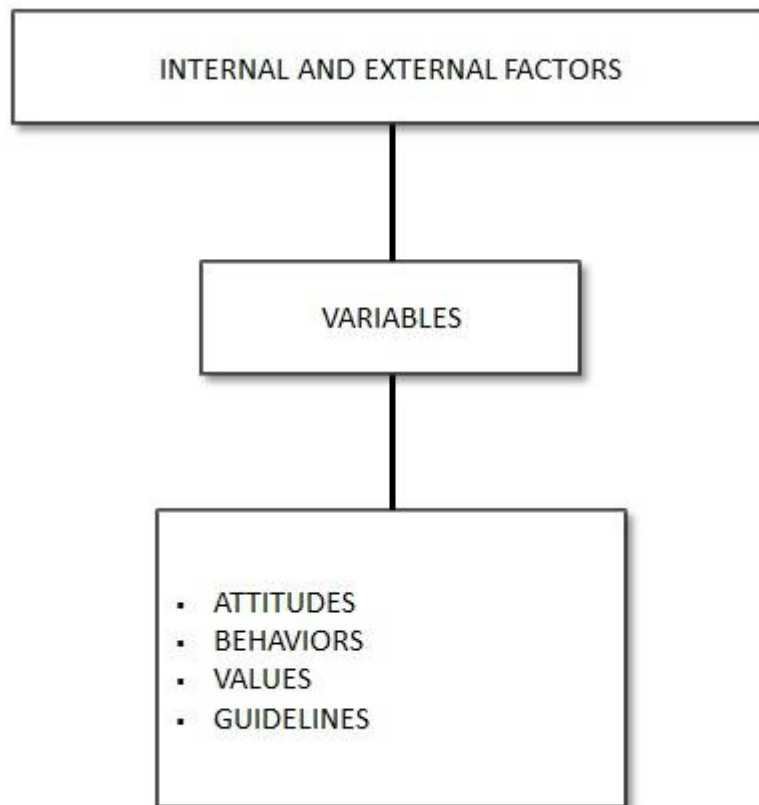 INTERNAL AND EXTERNAL FACTORS
VARIABLES
▪ ATTITUDES
▪ BEHAVIORS
▪ VALUES
▪ GUIDELINES